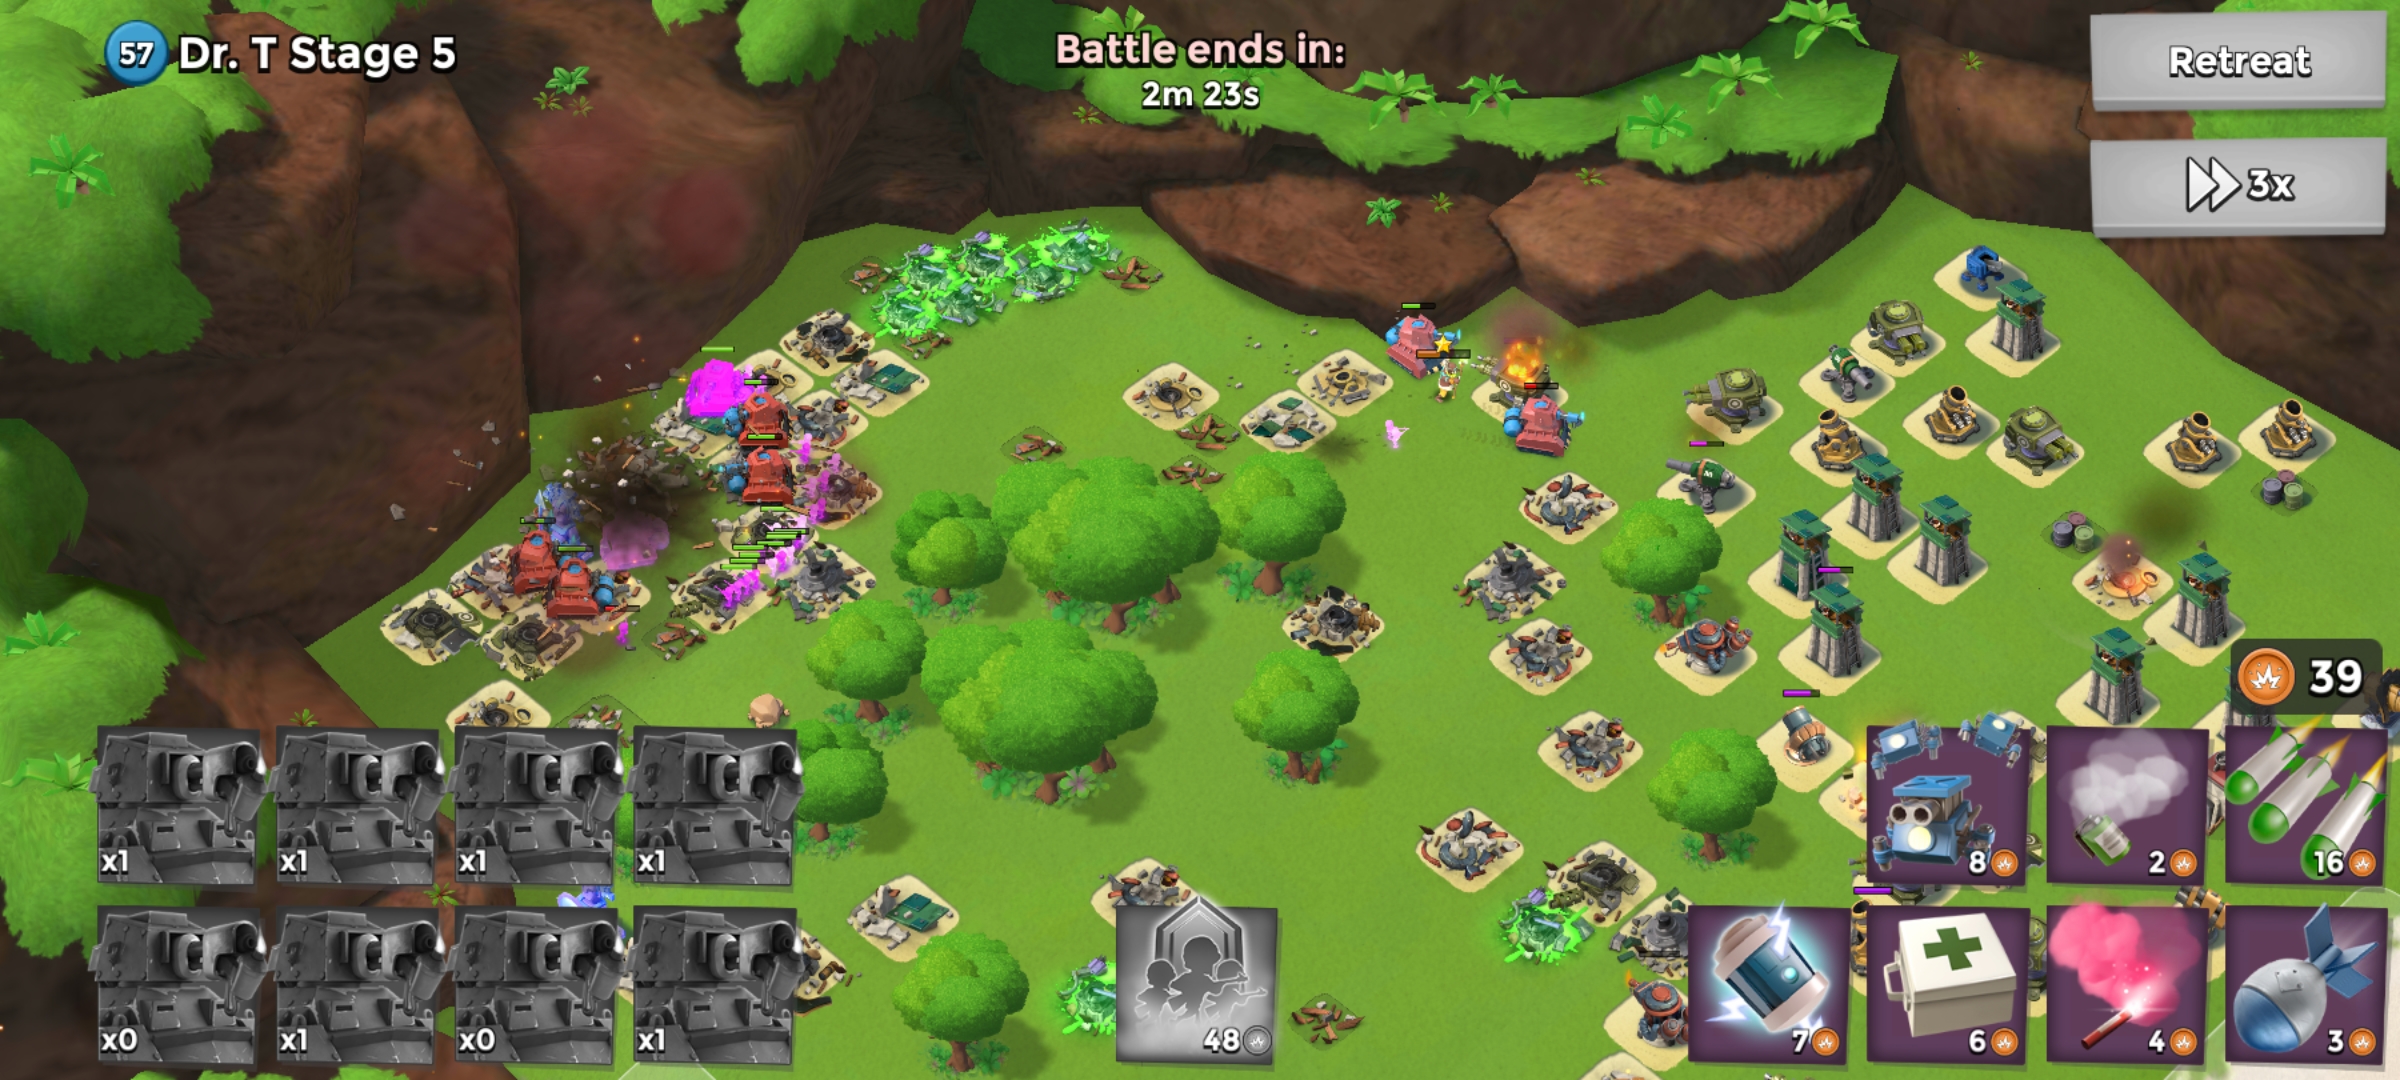 57 Dr. T Stage 5
Battle ends in:
2m 23s
Retreat
3x
39
x1
x1
x1
x1
8
2
16
x0
x1
x0
x1
48
7
6
4
3